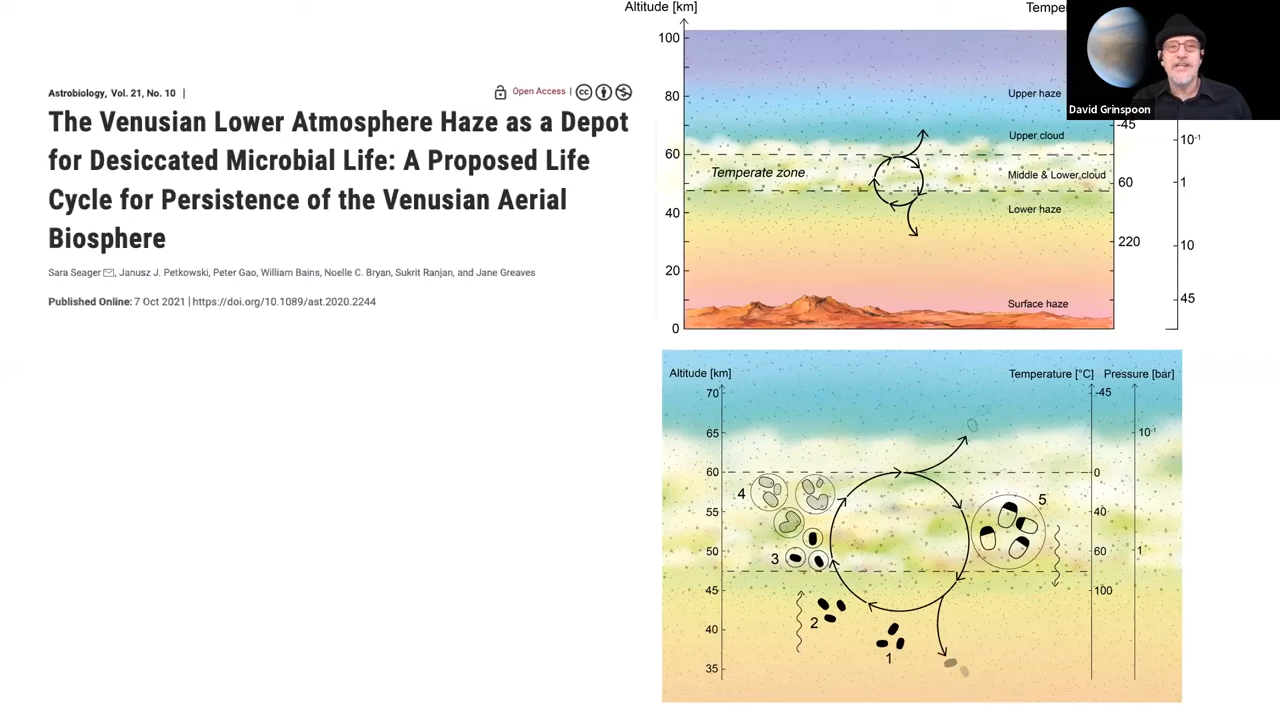 Astrobiology, Vol. 21, No. 10 |
Open Access |
The Venusian Lower Atmosphere Haze as a Depot
for Desiccated Microbial Life: A Proposed Life
Cycle for Persistence of the Venusian Aerial
Biosphere
Sara Seager, Janusz J. Petkowski, Peter Gao, William Bains, Noelle C. Bryan, Sukrit Ranjan, and Jane Greaves
Published Online: 7 Oct 2021 | https://doi.org/10.1089/ast.2020.2244
Altitude [km]
Tempe
David Grinspoon
100
80
60
40
20
0
Upper haze
Upper cloud
Temperate zone
Middle & Lower cloud
Lower haze
Surface haze
-45
60
220
10-1
1
10
45
Altitude [km]
Temperature [°C]
Pressure [bar]
70
65
60
55
50
45
40
35
-45
0
40
60
100
10-1
1
4
3
2
1
5